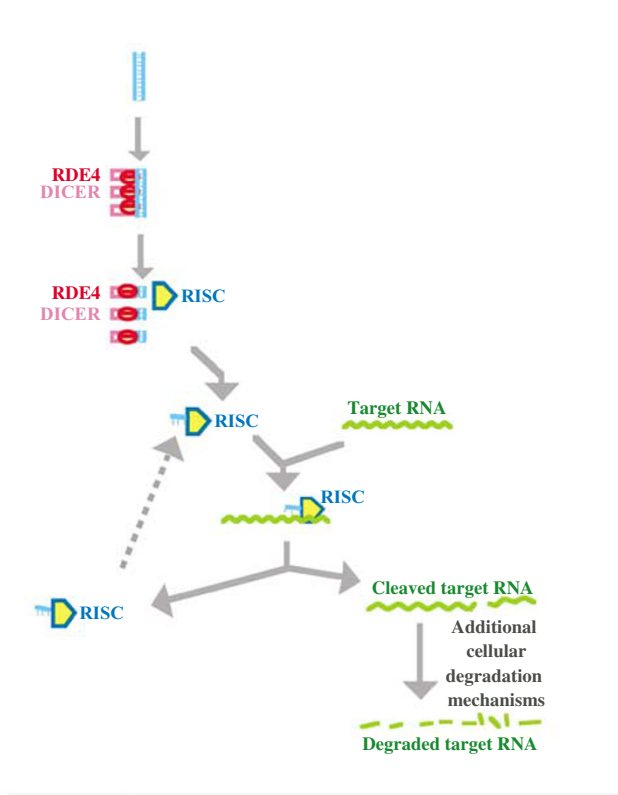 RDE4
DICER
RDE4
RISC
DICER
RISC
Target RNA
RISC
Cleaved target RNA
RISC
Additional
cellular
degradation
mechanisms
Degraded target RNA